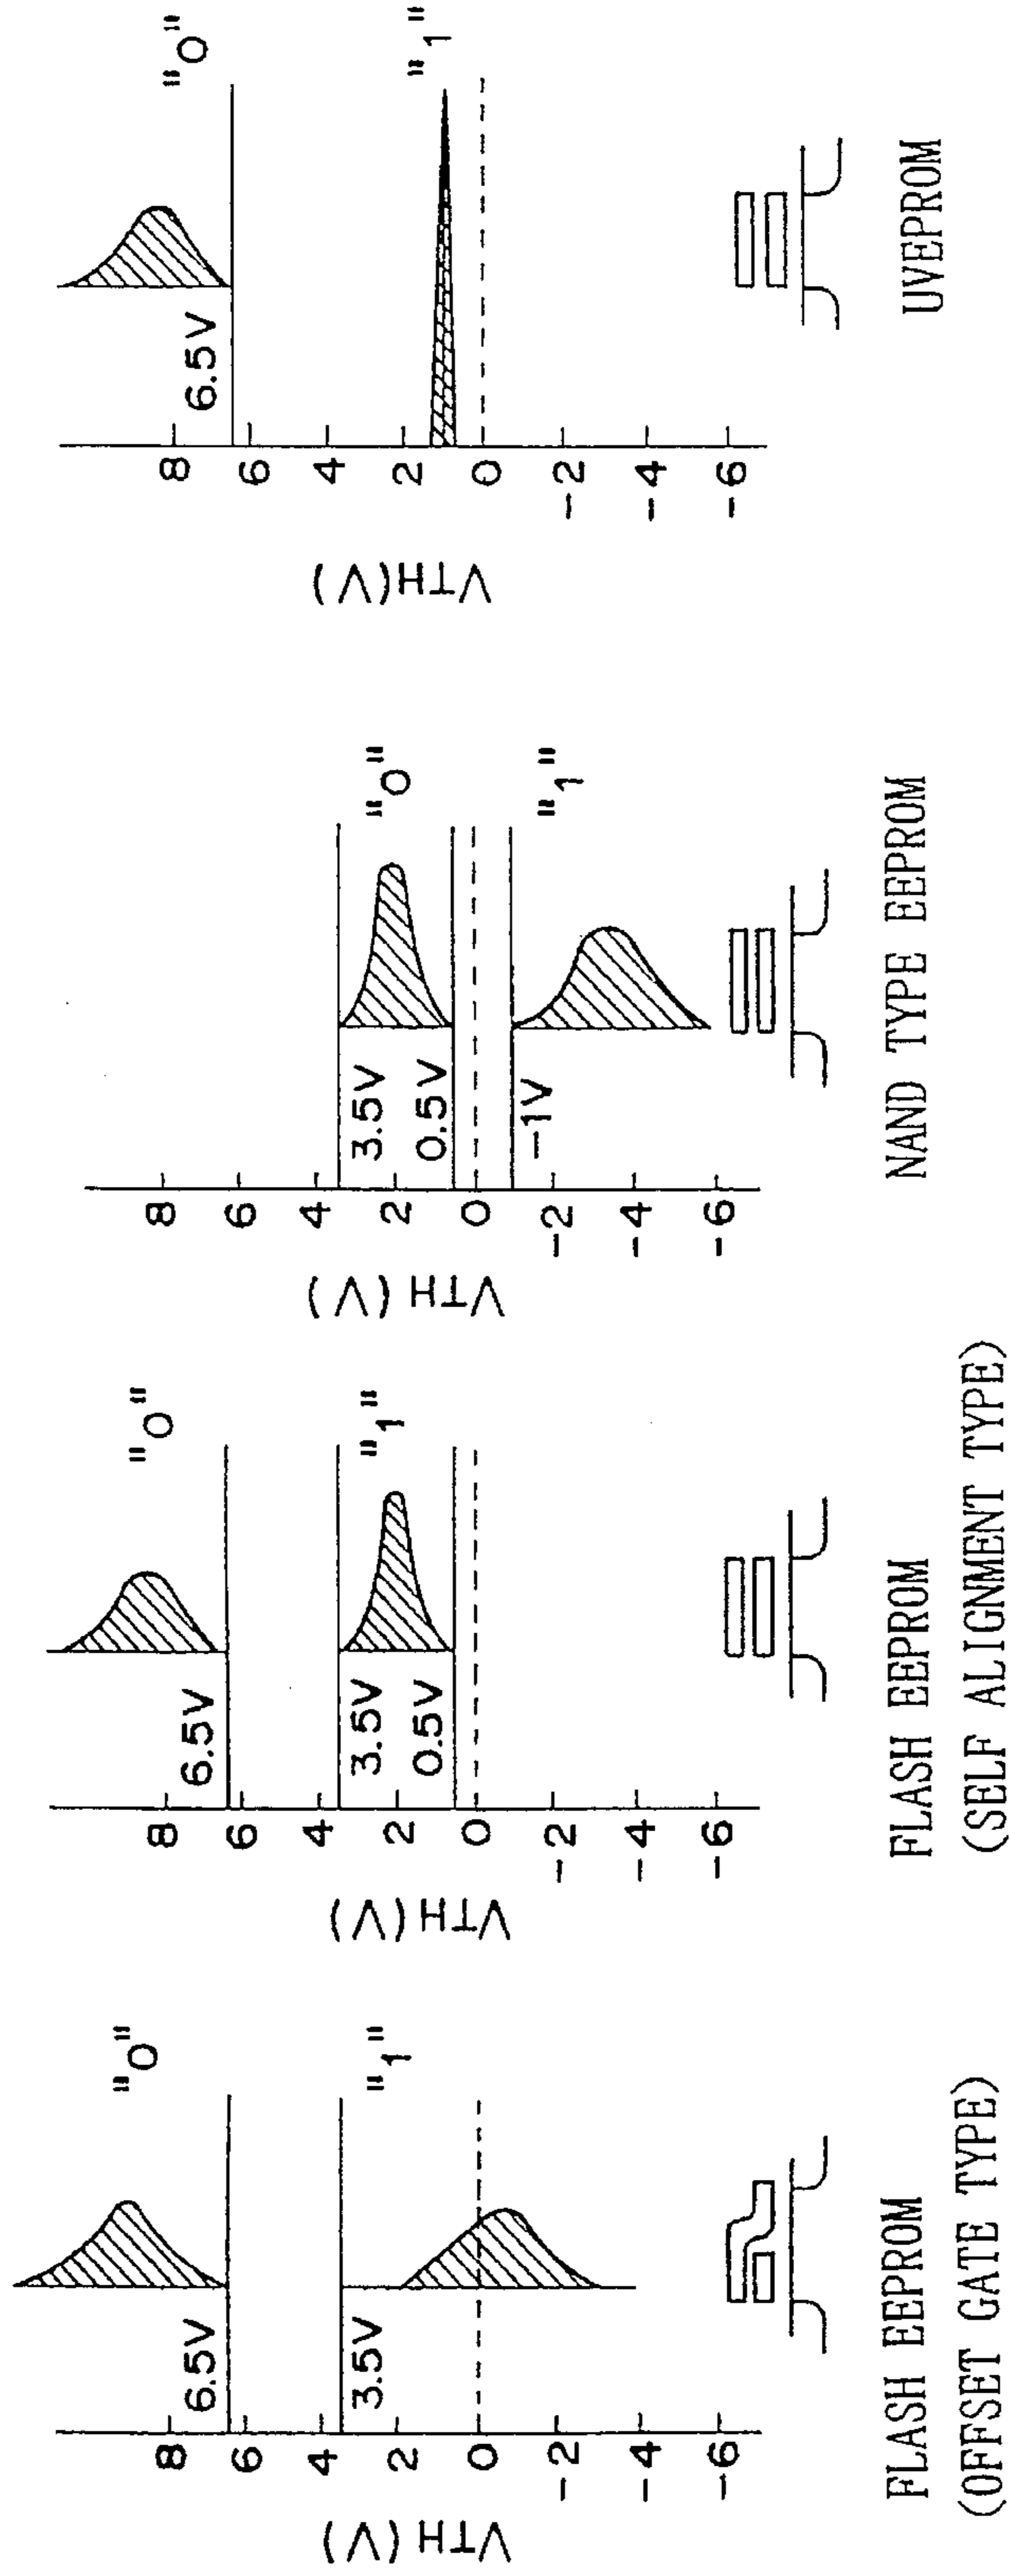 VTH (V)
8
6
4
2
0
-2
-4
-6
6.5V
3.5V
"0"
"1"
FLASH EEPROM
(OFFSET GATE TYPE)
VTH (V)
8
6
4
2
0
-2
-4
-6
6.5V
3.5V
0.5V
"0"
"1"
FLASH EEPROM
(SELF ALIGNMENT TYPE)
VTH (V)
8
6
4
2
0
-2
-4
-6
3.5V
0.5V
-1V
"0"
"1"
NAND TYPE EEPROM
VTH(V)
8
6
4
2
0
-2
-4
-6
6.5V
"0"
"1"
UVEPROM